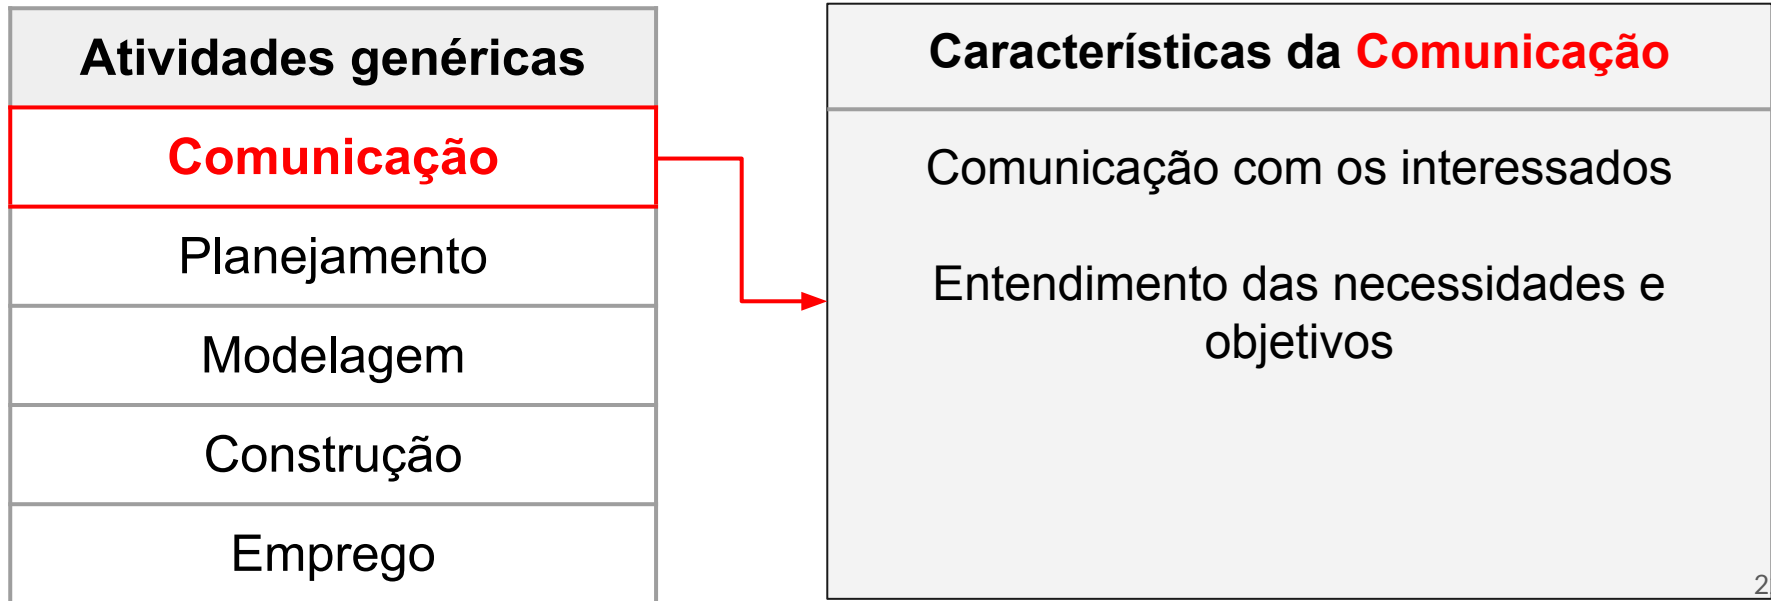 Atividades genéricas
Comunicação
Planejamento
Modelagem
Construção
Emprego
Características da Comunicação
Comunicação com os interessados
Entendimento das necessidades e
objetivos
2